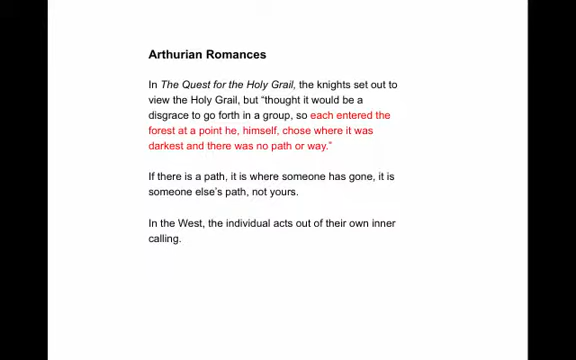 Arthurian Romances
In The Quest for the Holy Grail, the knights set out to
view the Holy Grail, but “thought it would be a
disgrace to go forth in a group, so each entered the
forest at a point he, himself, chose where it was
darkest and there was no path or way.”
If there is a path, it is where someone has gone, it is
someone else’s path, not yours.
In the West, the individual acts out of their own inner
calling.